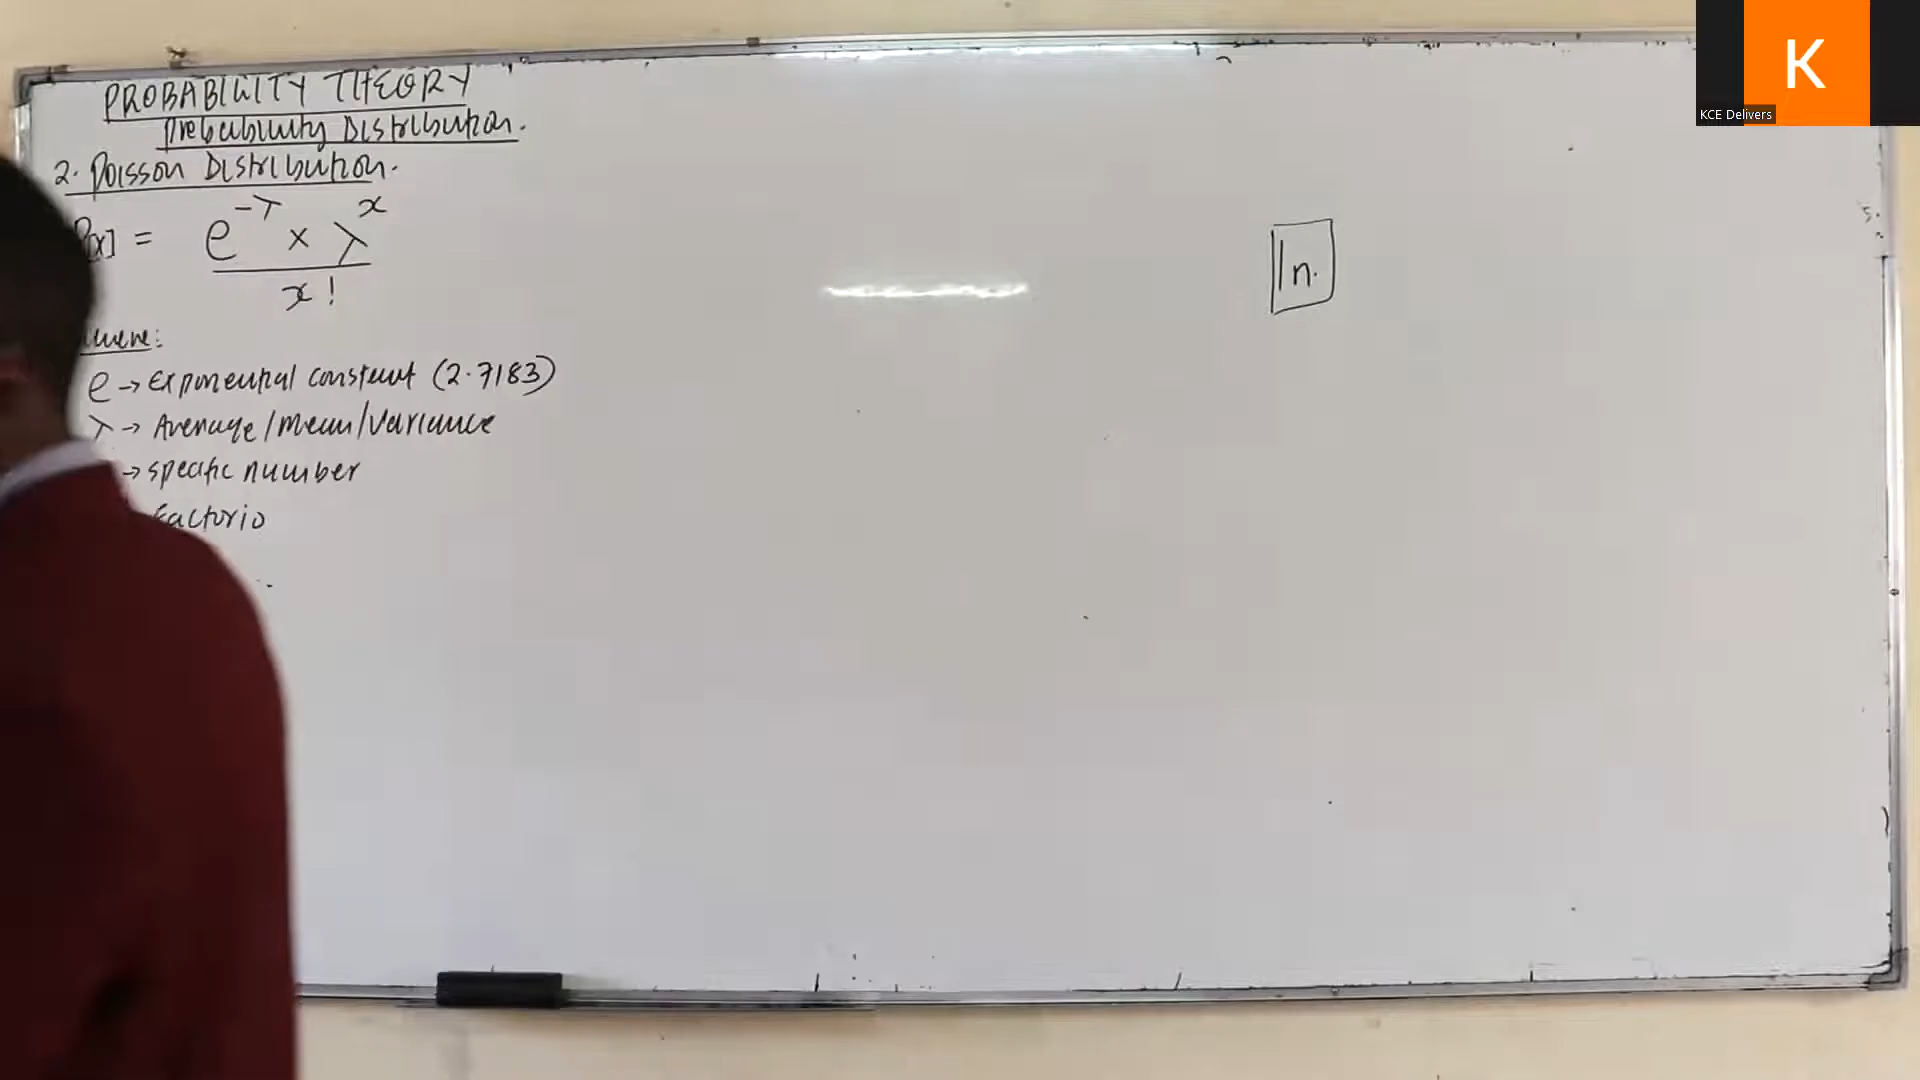 PROBABILITY THEORY
Probability Distribution.
2. Poisson Distribution.
P[x] = e^-λ × λ^x
x!
where:
e → Exponential constant (2.7183)
λ → Average/mean/variance
→ specific number
factorio
ln.
K
KCE Delivers